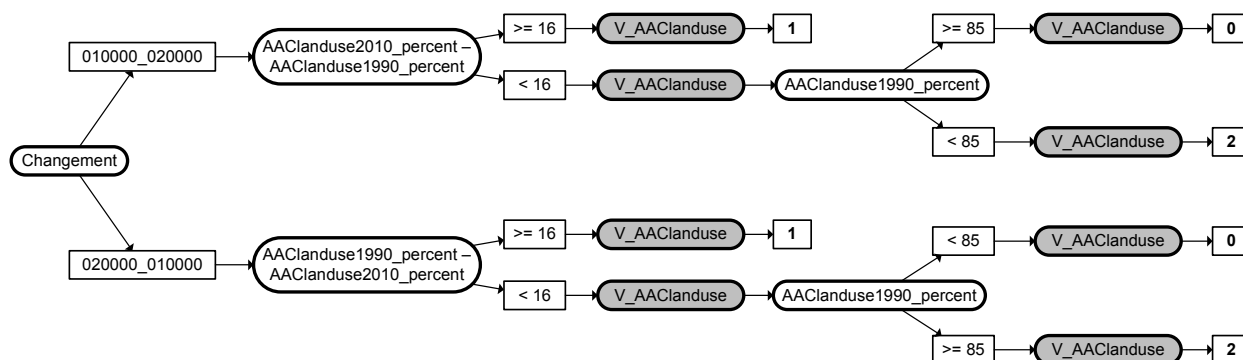 >= 16
V_AAClanduse
1
>= 85
V_AAClanduse
0
010000_020000
AAClanduse2010_percent –
AAClanduse1990_percent
< 16
V_AAClanduse
AAClanduse1990_percent
< 85
V_AAClanduse
2
Changement
>= 16
V_AAClanduse
1
< 85
V_AAClanduse
0
020000_010000
AAClanduse1990_percent –
AAClanduse2010_percent
< 16
V_AAClanduse
AAClanduse1990_percent
>= 85
V_AAClanduse
2